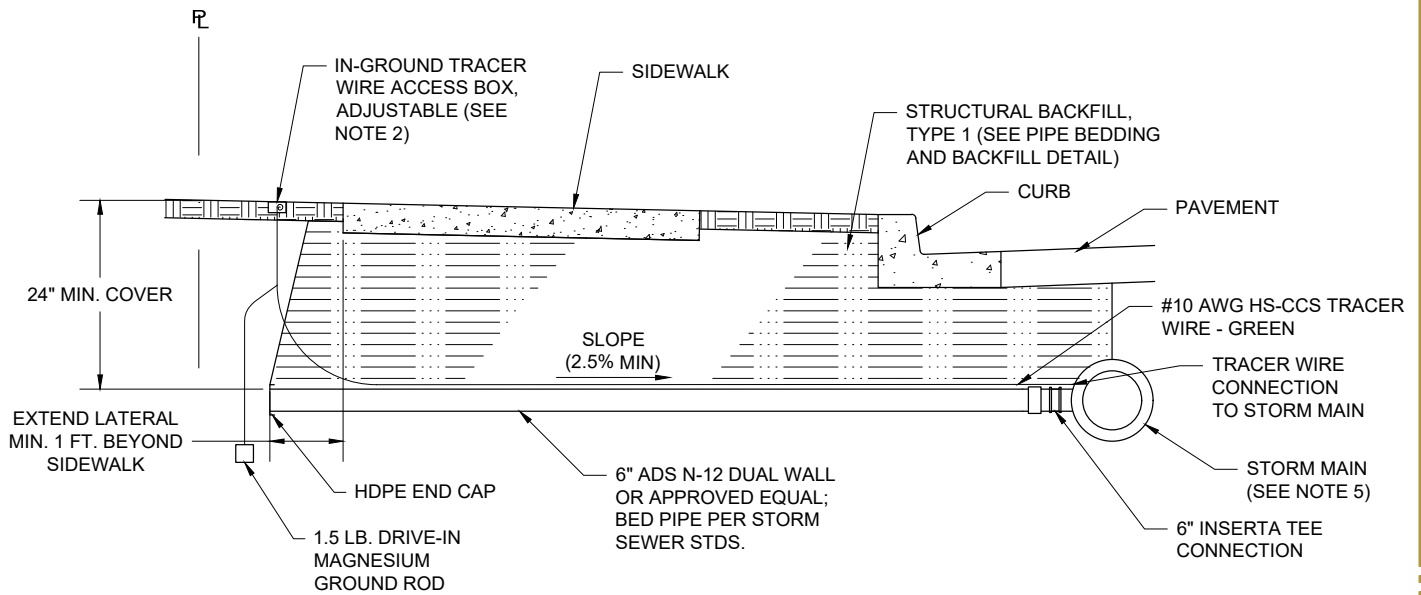 PL
IN-GROUND TRACER
WIRE ACCESS BOX,
ADJUSTABLE (SEE
NOTE 2)
SIDEWALK
STRUCTURAL BACKFILL,
TYPE 1 (SEE PIPE BEDDING
AND BACKFILL DETAIL)
CURB
PAVEMENT
24" MIN. COVER
#10 AWG HS-CCS TRACER
WIRE - GREEN
SLOPE
(2.5% MIN)
TRACER WIRE
CONNECTION
TO STORM MAIN
EXTEND LATERAL
MIN. 1 FT. BEYOND
SIDEWALK
HDPE END CAP
6" ADS N-12 DUAL WALL
OR APPROVED EQUAL;
BED PIPE PER STORM
SEWER STDS.
STORM MAIN
(SEE NOTE 5)
1.5 LB. DRIVE-IN
MAGNESIUM
GROUND ROD
6" INSERTA TEE
CONNECTION